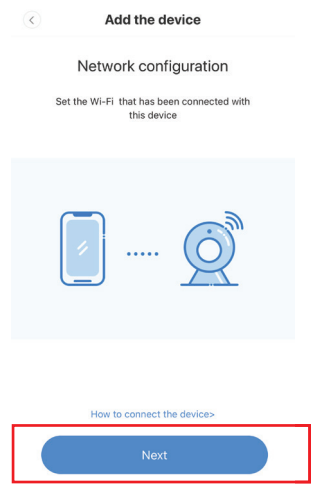 Add the device
Network configuration
Set the Wi-Fi that has been connected with
this device
How to connect the device>
Next